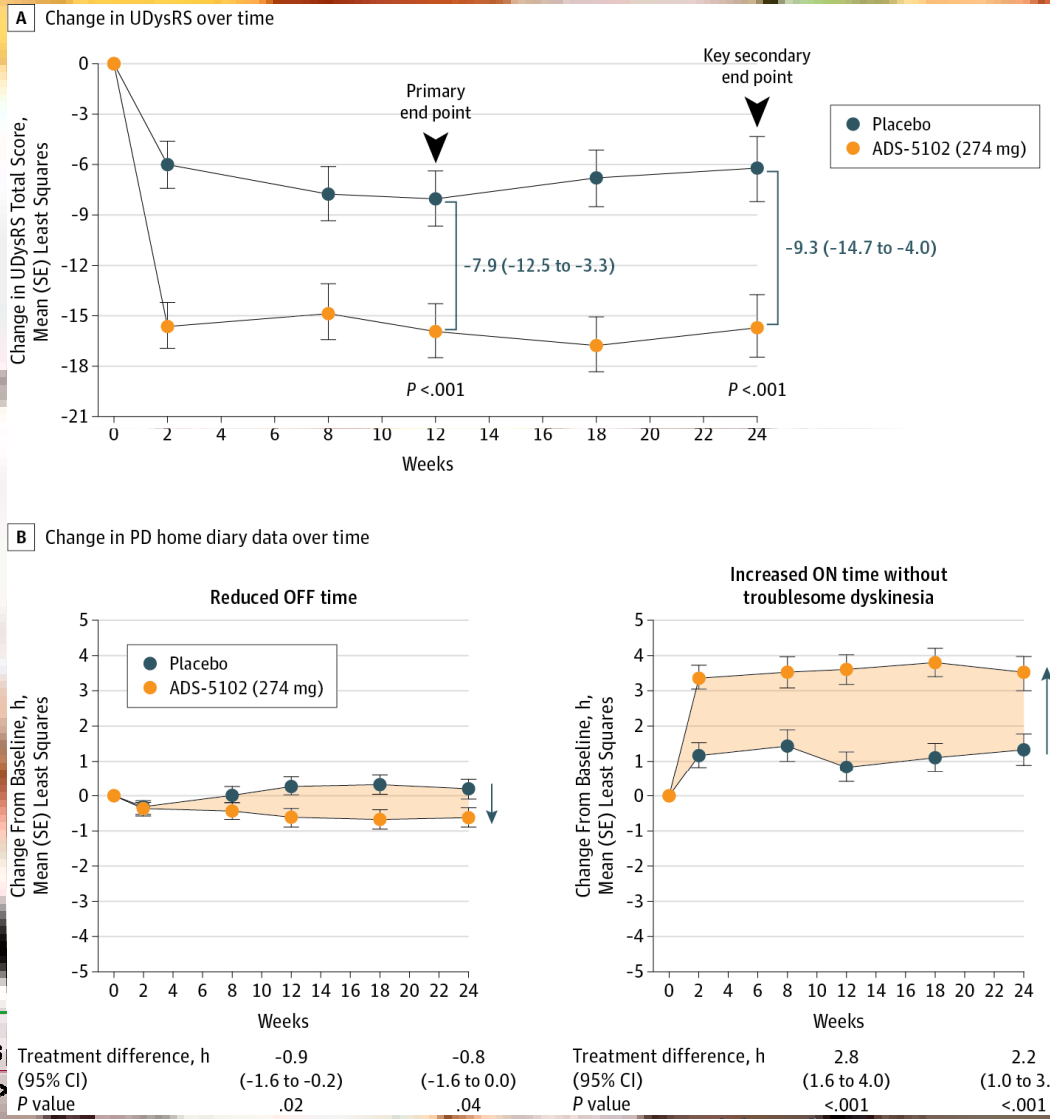 A Change in UDysRS over time
Change in UDysRS Total Score,
Mean (SE) Least Squares
0
-3
-6
-9
-12
-15
-18
-21
Primary
end point
Key secondary
end point
Placebo
ADS-5102 (274 mg)
-7.9 (-12.5 to -3.3)
-9.3 (-14.7 to -4.0)
P <.001 P <.001
0 2 4 6 8 10 12 14 16 18 20 22 24
Weeks
B Change in PD home diary data over time
Reduced OFF time
Change From Baseline, h,
Mean (SE) Least Squares
5
4
3
2
1
0
-1
-2
-3
-4
-5
Placebo
ADS-5102 (274 mg)
0 2 4 6 8 10 12 14 16 18 20 22 24
Weeks
Treatment difference, h -0.9 -0.8
(95% CI) (-1.6 to -0.2) (-1.6 to 0.0)
P value .02 .04
Increased ON time without
troublesome dyskinesia
Change From Baseline, h,
Mean (SE) Least Squares
5
4
3
2
1
0
-1
-2
-3
-4
-5
0 2 4 6 8 10 12 14 16 18 20 22 24
Weeks
Treatment difference, h 2.8 2.2
(95% CI) (1.6 to 4.0) (1.0 to 3.
P value <.001 <.001